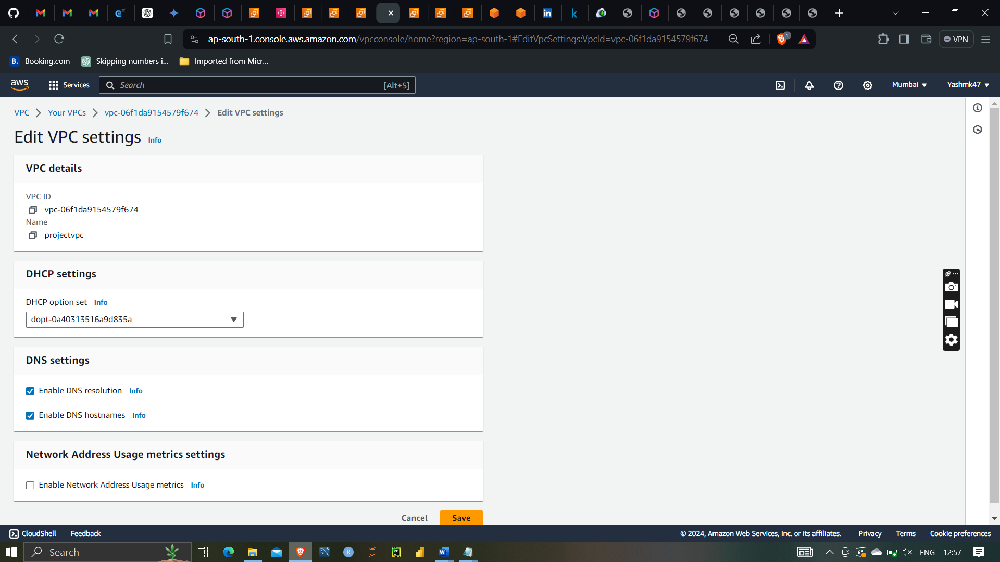 ap-south-1.console.aws.amazon.com/vpcconsole/home?region=ap-south-1#EditVpcSettings:VpcId=vpc-06f1da9154579f674
1
VPN
B. Booking.com
Skipping numbers i...
Imported from Micr...
aws
Services
Search
[Alt+S]
Mumbai
Yashmk47
VPC
Your VPCs
vpc-06f1da9154579f674
Edit VPC settings
Edit VPC settings Info
VPC details
VPC ID
vpc-06f1da9154579f674
Name
projectvpc
DHCP settings
DHCP option set Info
dopt-0a40313516a9d835a
DNS settings
Enable DNS resolution Info
Enable DNS hostnames Info
Network Address Usage metrics settings
Enable Network Address Usage metrics Info
Cancel
Save
CloudShell
Feedback
© 2024, Amazon Web Services, Inc. or its affiliates.
Privacy
Terms
Cookie preferences
Search
ENG
12:57